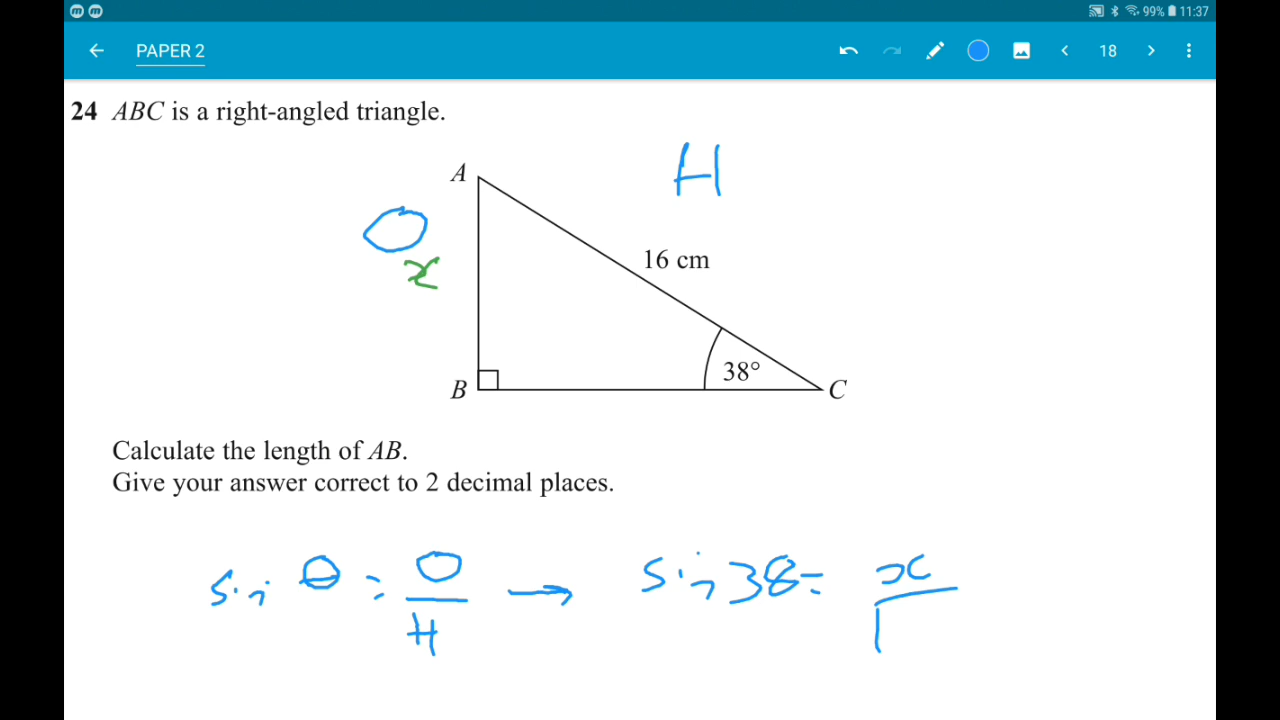 99% 11:37
PAPER 2
18
24 ABC is a right-angled triangle.
A
H
O
x
16 cm
38°
B
C
Calculate the length of AB.
Give your answer correct to 2 decimal places.
sin θ = O/H → sin 38 = x/1